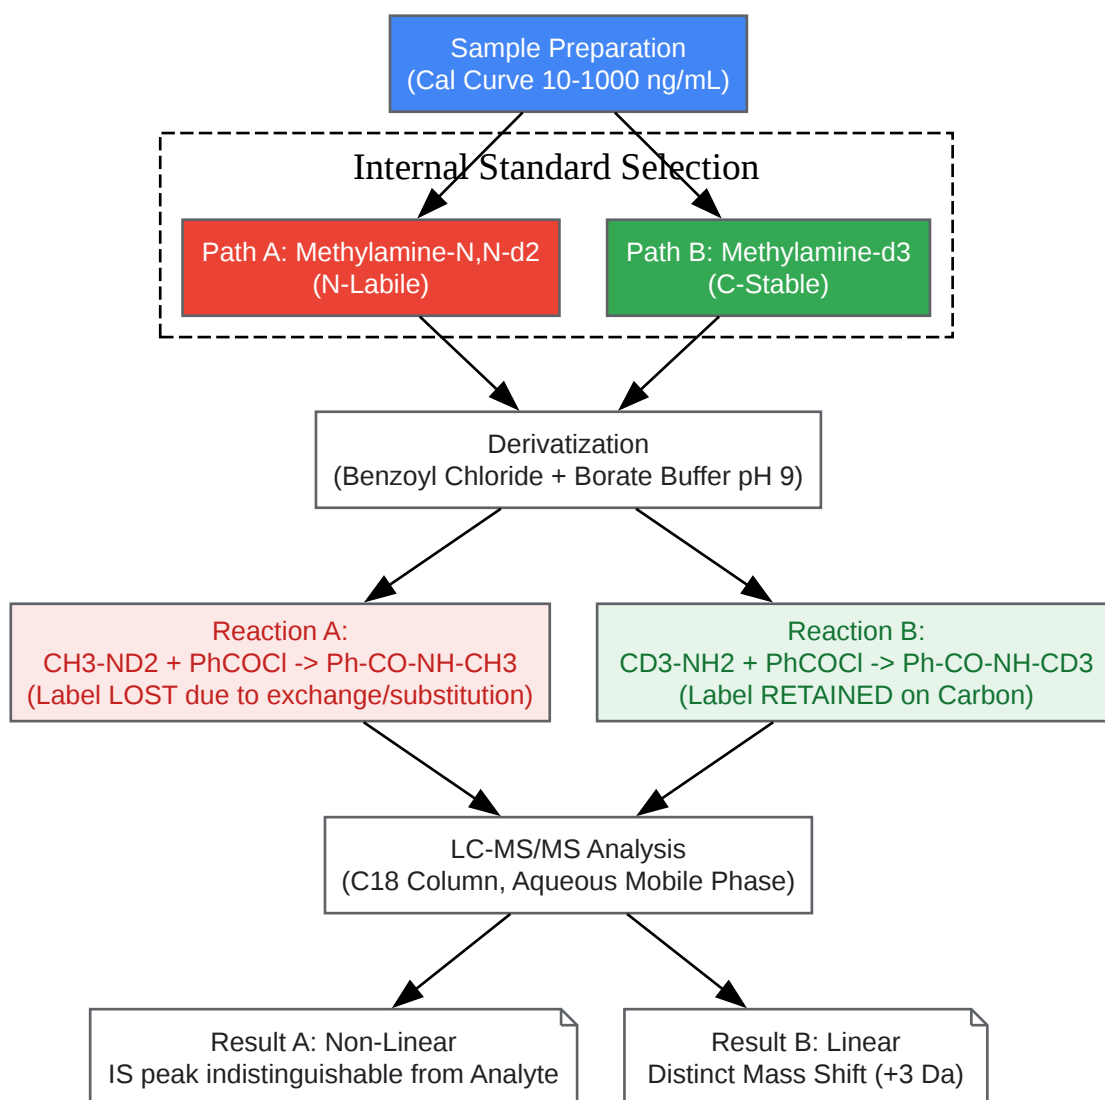 Sample Preparation
(Cal Curve 10-1000 ng/mL)
Internal Standard Selection
Path A: Methylamine-N,N-d2
(N-Labile)
Path B: Methylamine-d3
(C-Stable)
Derivatization
(Benzoyl Chloride + Borate Buffer pH 9)
Reaction A:
CH3-ND2 + PhCOCl -> Ph-CO-NH-CH3
(Label LOST due to exchange/substitution)
Reaction B:
CD3-NH2 + PhCOCl -> Ph-CO-NH-CD3
(Label RETAINED on Carbon)
LC-MS/MS Analysis
(C18 Column, Aqueous Mobile Phase)
Result A: Non-Linear
IS peak indistinguishable from Analyte
Result B: Linear
Distinct Mass Shift (+3 Da)